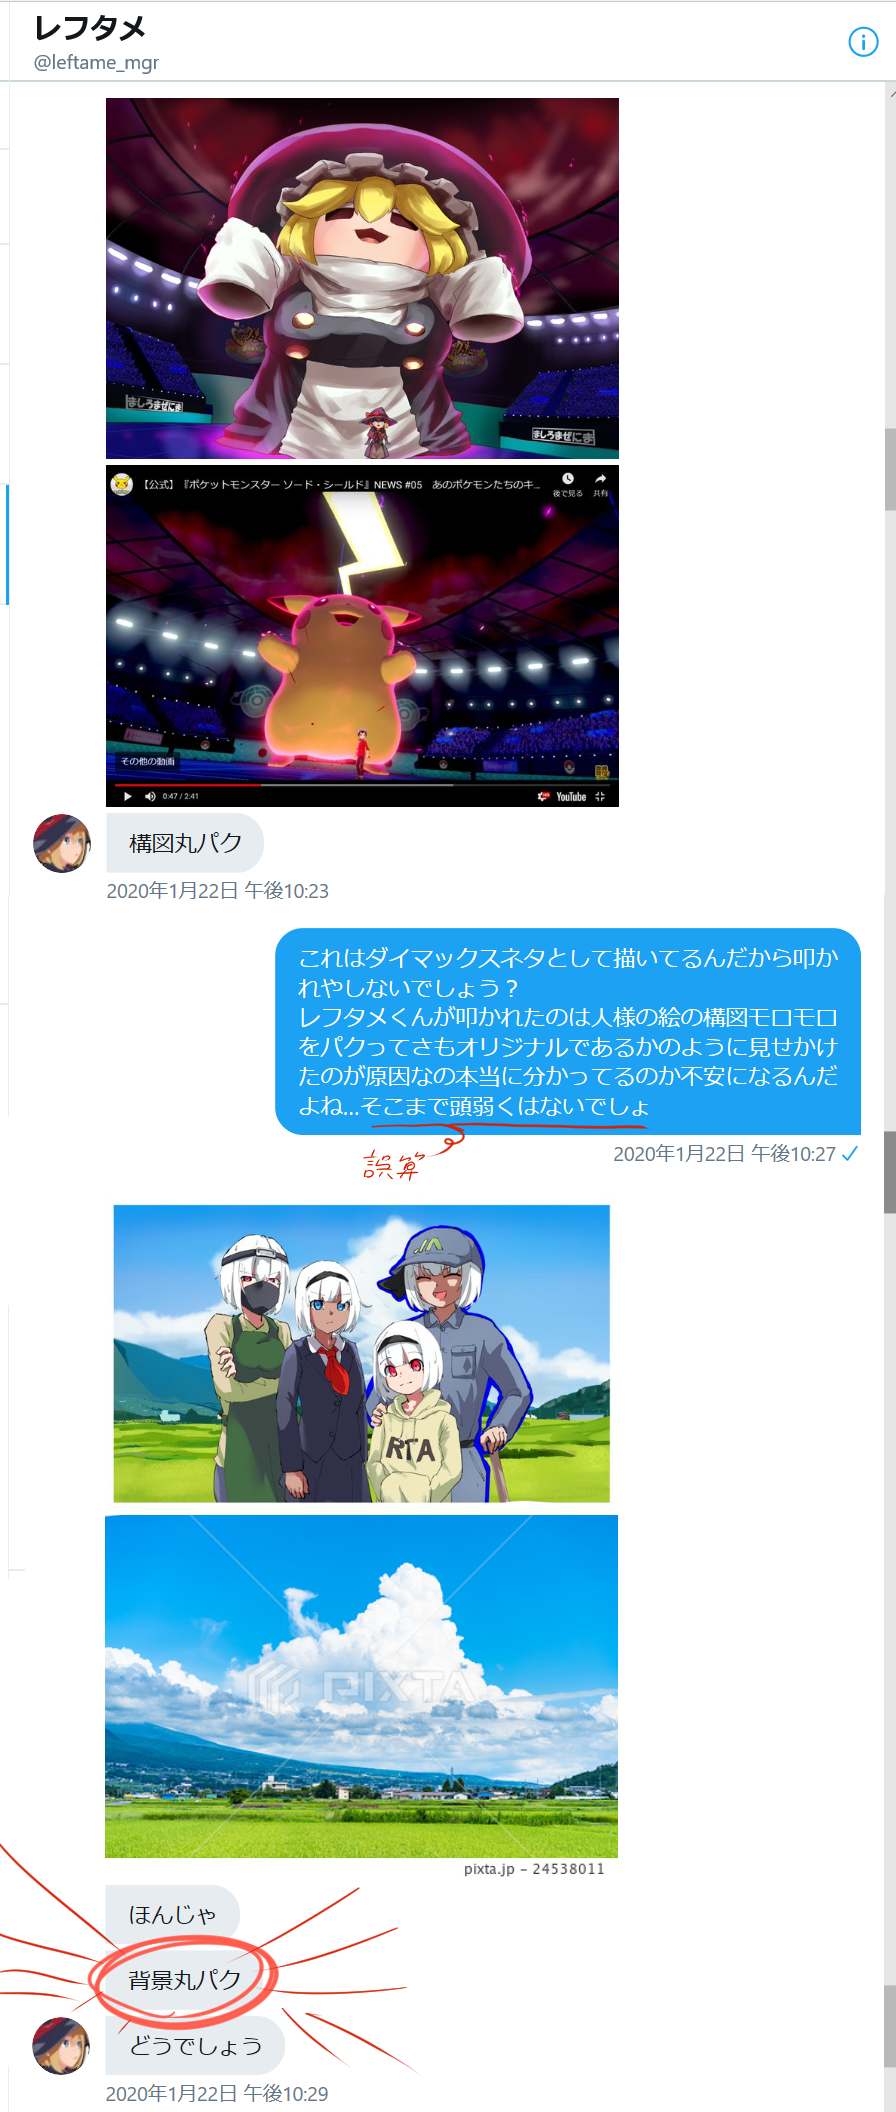 レフタメ
@leftame_mgr
ましろまぜにま
ましろまぜにま
【公式】『ポケットモンスター ソード・シールド』NEWS #05　あのポケモンたちのキ...
後で見る 共有
その他の動画
0:47 / 2:41
YouTube
構図丸パク
2020年1月22日 午後10:23
これはダイマックスネタとして描いてるんだから叩か
れやしないでしょう？
レフタメくんが叩かれたのは人様の絵の構図モロモロ
をパクってさもオリジナルであるかのように見せかけ
たのが原因なの本当に分かってるのか不安になるんだ
よね...そこまで頭弱くはないでしょ
2020年1月22日 午後10:27
誤算
JA
RTA
PIXTA
pixta.jp - 24538011
ほんじゃ
背景丸パク
どうでしょう
2020年1月22日 午後10:29